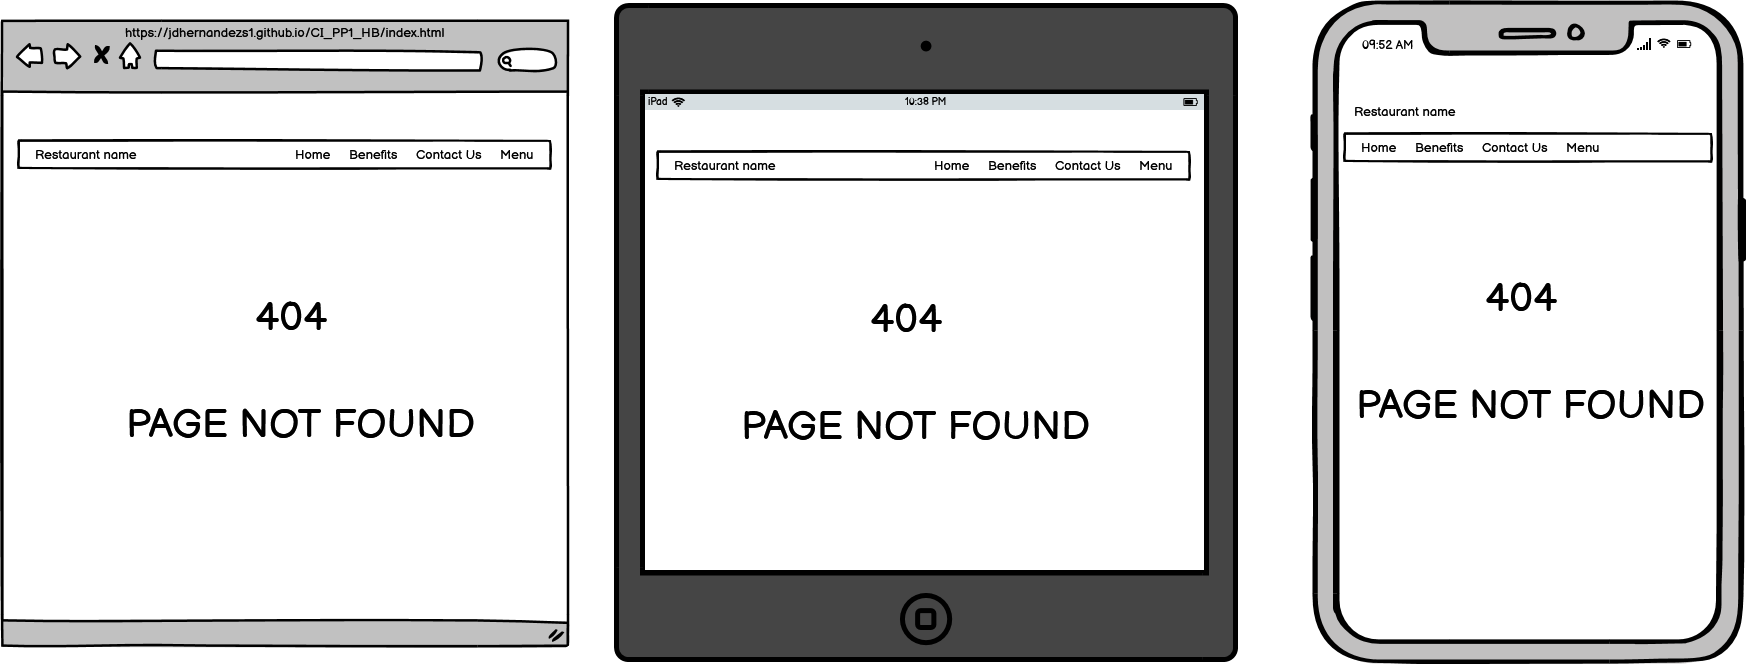 https://jdhernandezs1.github.io/CI_PP1_HB/index.html
Restaurant name Home Benefits Contact Us Menu
404
PAGE NOT FOUND
iPad 10:38 PM
Restaurant name Home Benefits Contact Us Menu
404
PAGE NOT FOUND
09:52 AM
Restaurant name
Home Benefits Contact Us Menu
404
PAGE NOT FOUND